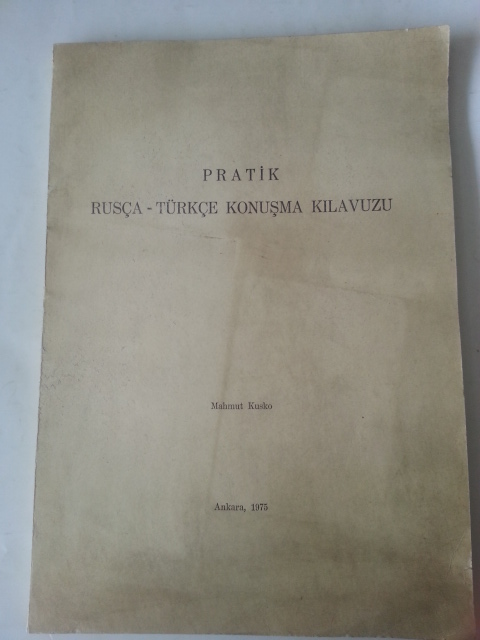 PRATİK
RUSÇA - TÜRKÇE KONUŞMA KILAVUZU
Mahmut Kusko
Ankara, 1975